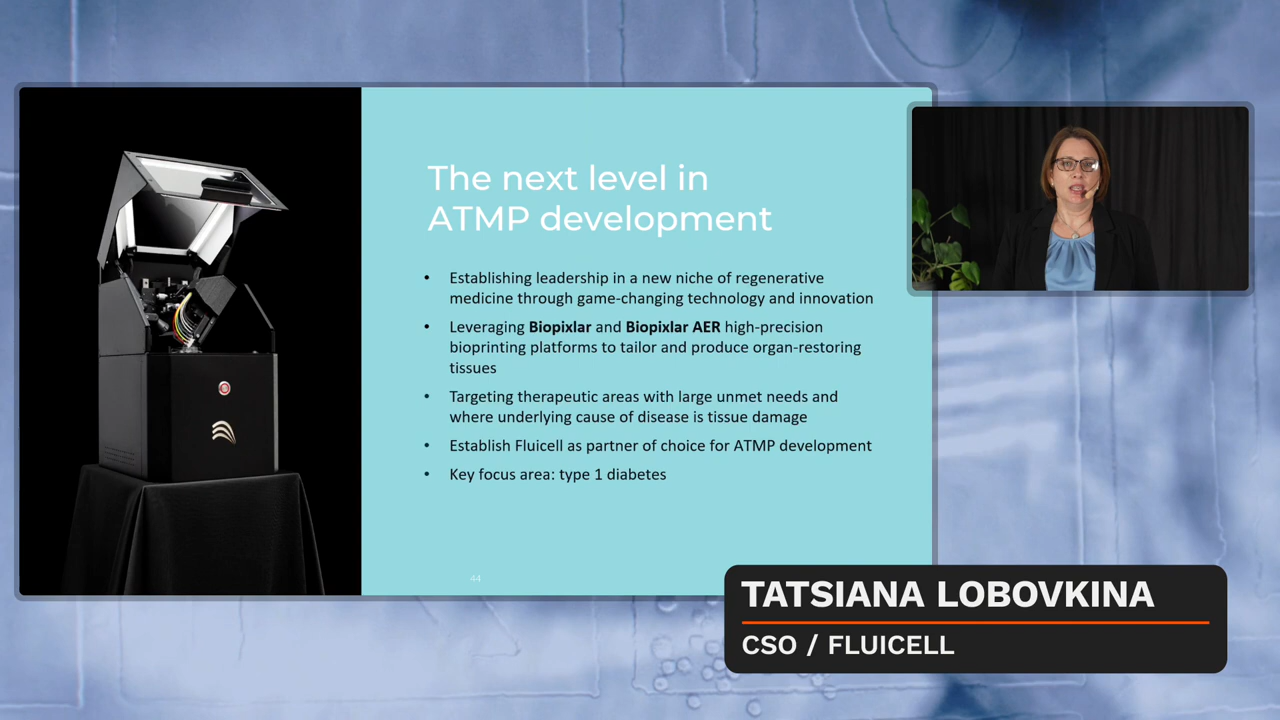 The next level in
ATMP development
• Establishing leadership in a new niche of regenerative
medicine through game-changing technology and innovation
• Leveraging Biopixlar and Biopixlar AER high-precision
bioprinting platforms to tailor and produce organ-restoring
tissues
• Targeting therapeutic areas with large unmet needs and
where underlying cause of disease is tissue damage
• Establish Fluicell as partner of choice for ATMP development
• Key focus area: type 1 diabetes
44
TATSIANA LOBOVKINA
CSO / FLUICELL